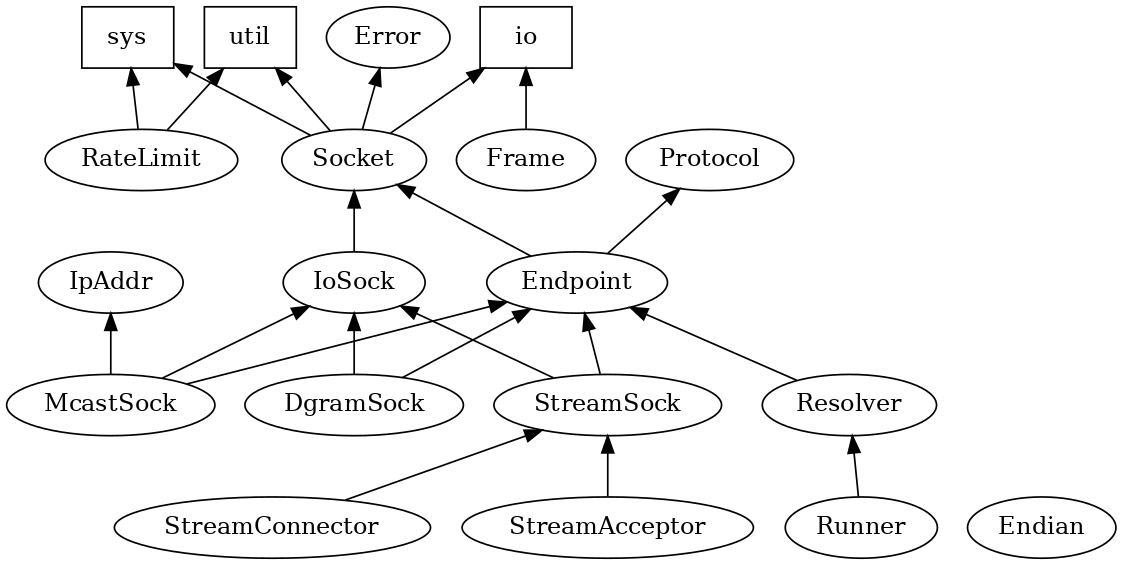 sys
util
Error
io
RateLimit
Socket
Frame
Protocol
IpAddr
IoSock
Endpoint
McastSock
DgramSock
StreamSock
Resolver
StreamConnector
StreamAcceptor
Runner
Endian